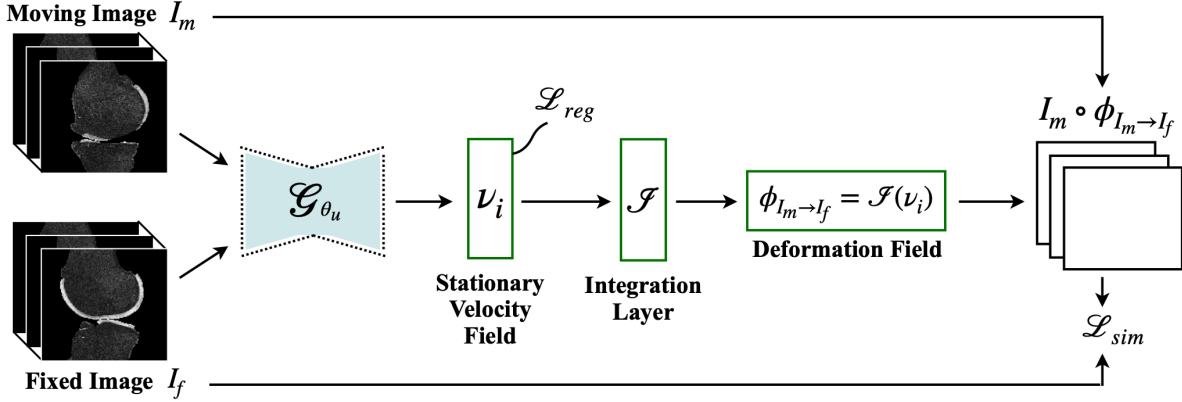 Moving Image I_m
ℒ_reg
I_m ∘ ϕ_{I_m→I_f}
𝒢_{θ_u}
ν_i
ℐ
ϕ_{I_m→I_f} = ℐ(ν_i)
Stationary
Velocity
Field
Integration
Layer
Deformation Field
ℒ_sim
Fixed Image I_f